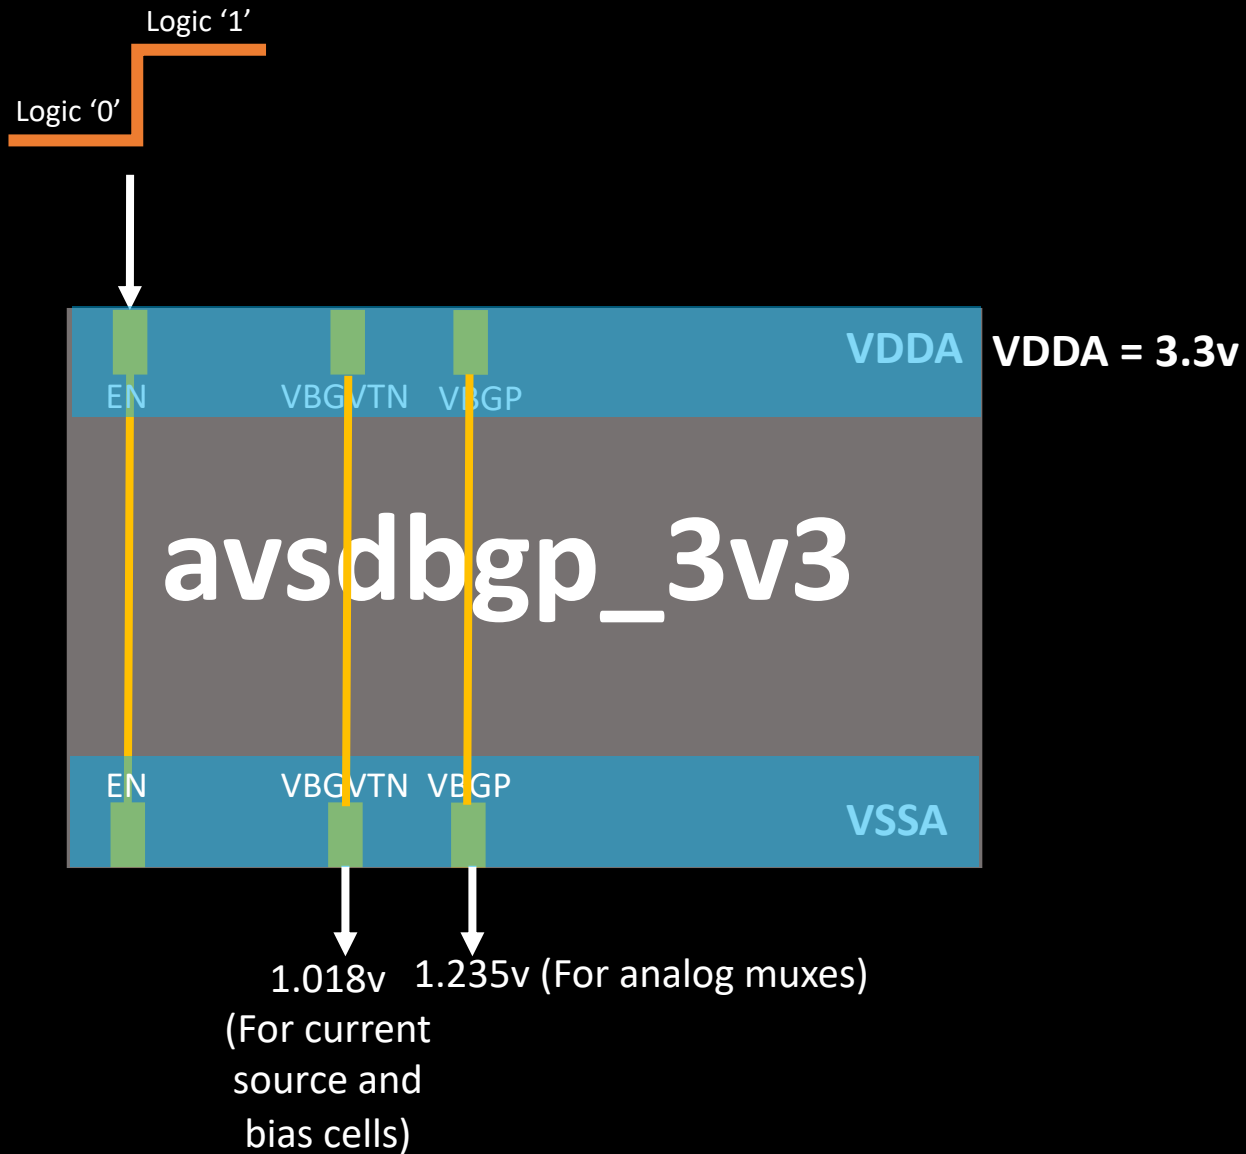 Logic ‘1’
Logic ‘0’
VDDA
VDDA = 3.3v
EN
VBGVTN
VBGP
avsdbgp_3v3
EN
VBGVTN
VBGP
VSSA
1.018v
(For current
source and
bias cells)
1.235v (For analog muxes)